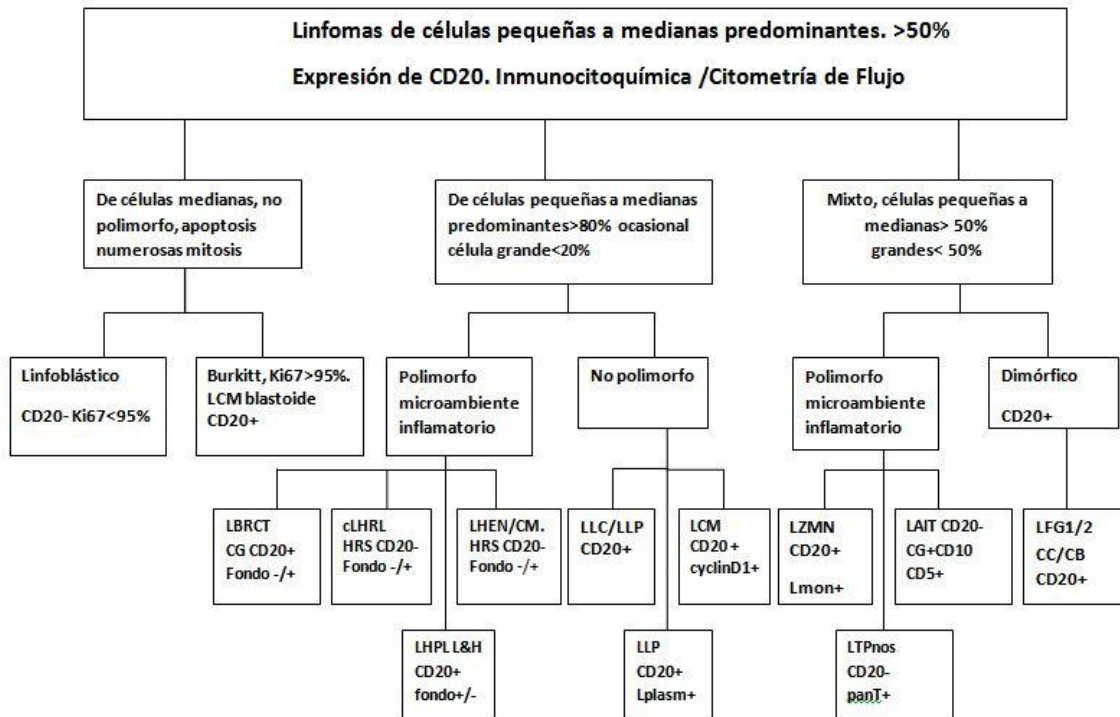 Linfomas de células pequeñas a medianas predominantes. >50%
Expresión de CD20. Inmunocitoquímica /Citometría de Flujo
De células medianas, no
polimorfo, apoptosis
numerosas mitosis
De células pequeñas a medianas
predominantes>80% ocasional
célula grande<20%
Mixto, células pequeñas a
medianas> 50%
grandes< 50%
Linfoblástico
CD20- Ki67<95%
Burkitt, Ki67>95%.
LCM blastoide
CD20+
Polimorfo
microambiente
inflamatorio
No polimorfo
Polimorfo
microambiente
inflamatorio
Dimórfico
CD20+
LBRCT
CG CD20+
Fondo -/+
cLHRL
HRS CD20-
Fondo -/+
LHEN/CM.
HRS CD20-
Fondo -/+
LLC/LLP
CD20+
LCM
CD20 +
cyclinD1+
LZMN
CD20+
Lmon+
LAIT CD20-
CG+CD10
CD5+
LFG1/2
CC/CB
CD20+
LHPL L&H
CD20+
fondo+/-
LLP
CD20+
Lplasm+
LTPnos
CD20-
panT+